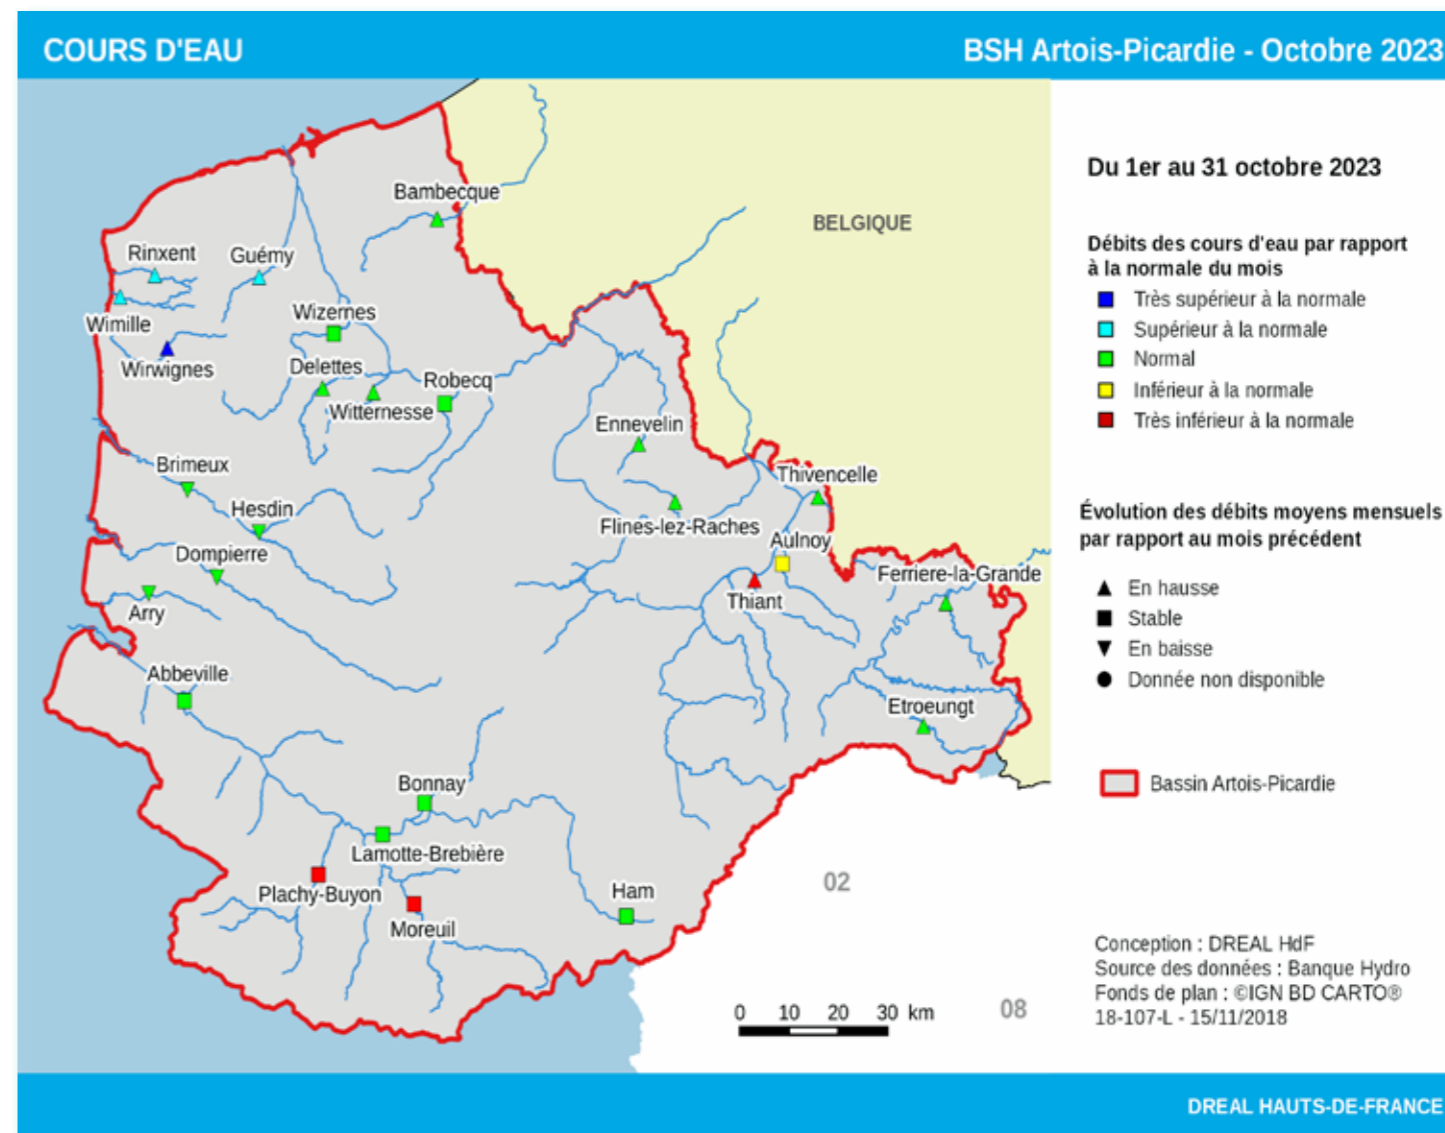 COURS D'EAU
BSH Artois-Picardie - Octobre 2023
Du 1er au 31 octobre 2023
Débits des cours d'eau par rapport
à la normale du mois
Très supérieur à la normale
Supérieur à la normale
Normal
Inférieur à la normale
Très inférieur à la normale
Évolution des débits moyens mensuels
par rapport au mois précédent
En hausse
Stable
En baisse
Donnée non disponible
Bassin Artois-Picardie
Conception : DREAL HdF
Source des données : Banque Hydro
Fonds de plan : ©IGN BD CARTO®
18-107-L - 15/11/2018
BELGIQUE
Bambecque
Rinxent
Guémy
Wimille
Wizernes
Wirwignes
Delettes
Robecq
Witternesse
Ennevelin
Brimeux
Thivencelle
Hesdin
Flines-lez-Raches
Aulnoy
Dompierre
Ferriere-la-Grande
Thiant
Arry
Abbeville
Etroeungt
Bonnay
Lamotte-Brebière
Plachy-Buyon
Ham
Moreuil
02
08
0 10 20 30 km
DREAL HAUTS-DE-FRANCE